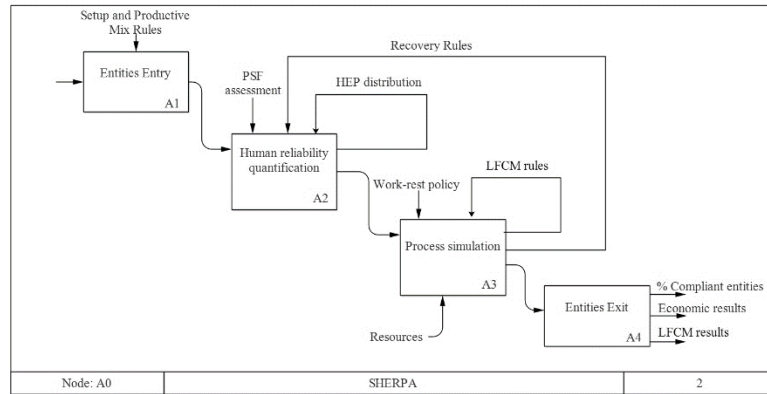 Setup and Productive
Mix Rules
Entities Entry
A1
PSF
assessment
Recovery Rules
HEP distribution
Human reliability
quantification
A2
LFCM rules
Work-rest policy
Process simulation
A3
Resources
Entities Exit
A4
% Compliant entities
Economic results
LFCM results
Node: A0
SHERPA
2